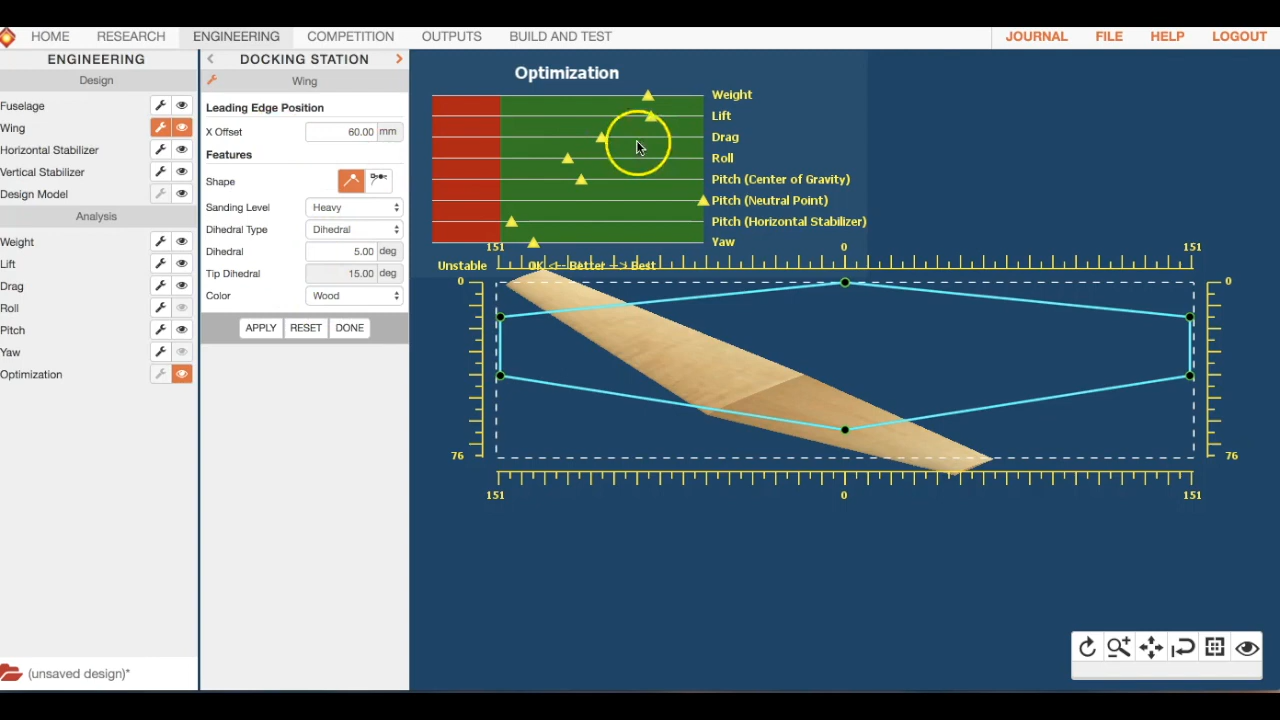 HOME RESEARCH ENGINEERING COMPETITION OUTPUTS BUILD AND TEST JOURNAL FILE HELP LOGOUT
ENGINEERING
Design
Fuselage
Wing
Horizontal Stabilizer
Vertical Stabilizer
Design Model
Analysis
Weight
Lift
Drag
Roll
Pitch
Yaw
Optimization
(unsaved design)*
DOCKING STATION
Wing
Leading Edge Position
X Offset 60.00 mm
Features
Shape
Sanding Level Heavy
Dihedral Type Dihedral
Dihedral 5.00 deg
Tip Dihedral 15.00 deg
Color Wood
APPLY RESET DONE
Optimization
Weight
Lift
Drag
Roll
Pitch (Center of Gravity)
Pitch (Neutral Point)
Pitch (Horizontal Stabilizer)
Yaw
151 0 151
Unstable OK <-- Better --> Best
0 0
76 76
151 0 151